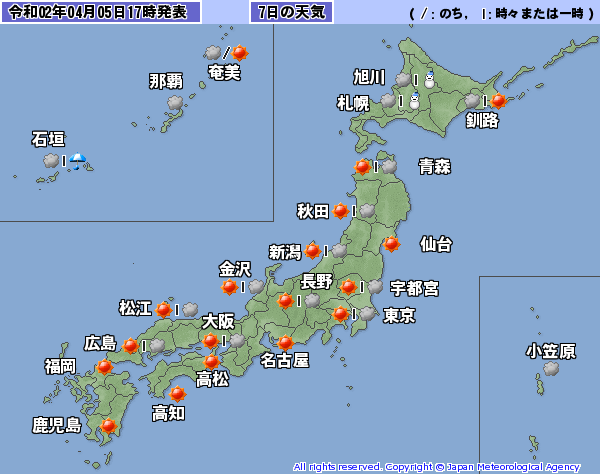 令和02年04月05日17時発表
7日の天気
( /: のち, |: 時々または一時 )
奄美
那覇
石垣
旭川
札幌
釧路
青森
秋田
仙台
新潟
金沢
長野
宇都宮
松江
大阪
東京
広島
名古屋
小笠原
福岡
高松
高知
鹿児島
All rights reserved. Copyright © Japan Meteorological Agency